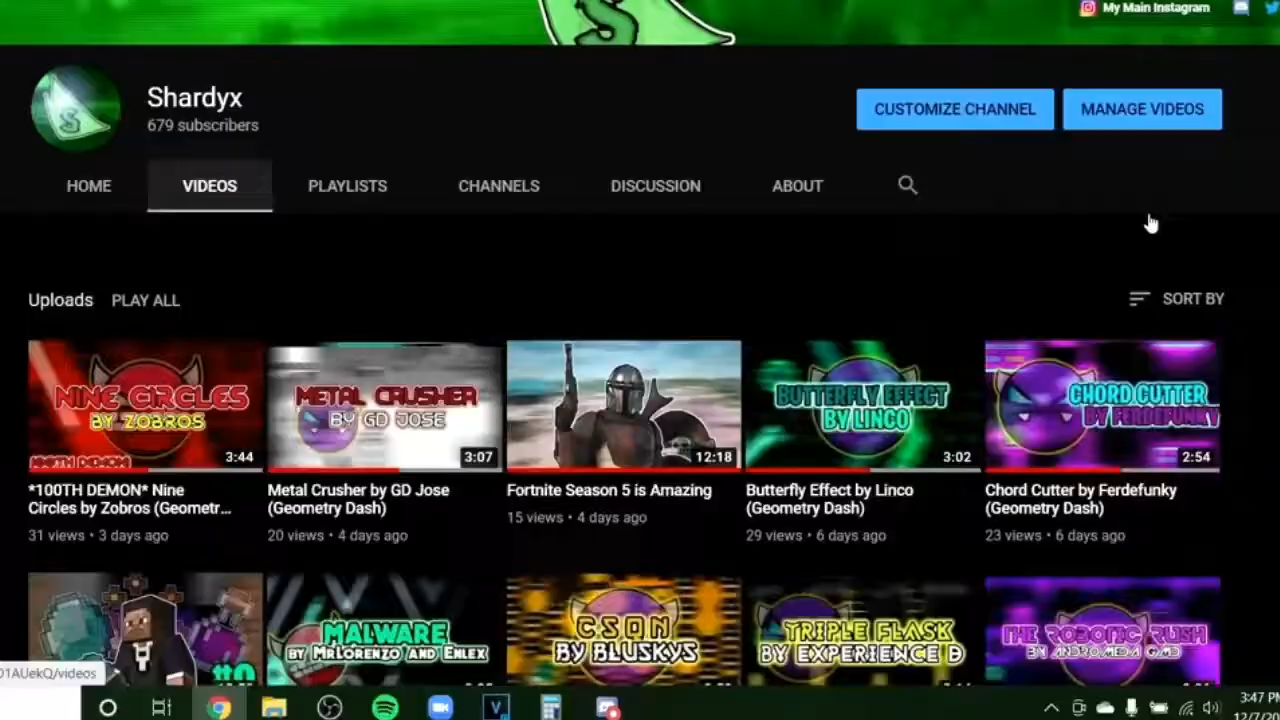 My Main Instagram
S
S
Shardyx
679 subscribers
CUSTOMIZE CHANNEL
MANAGE VIDEOS
HOME
VIDEOS
PLAYLISTS
CHANNELS
DISCUSSION
ABOUT
Uploads
PLAY ALL
SORT BY
NINE CIRCLES
BY ZOBROS
100TH DEMON
3:44
METAL CRUSHER
BY GD JOSE
3:07
12:18
BUTTERFLY EFFECT
BY LINCO
3:02
CHORD CUTTER
BY FERDEFUNKY
2:54
*100TH DEMON* Nine
Circles by Zobros (Geometr...
31 views • 3 days ago
Metal Crusher by GD Jose
(Geometry Dash)
20 views • 4 days ago
Fortnite Season 5 is Amazing
15 views • 4 days ago
Butterfly Effect by Linco
(Geometry Dash)
29 views • 6 days ago
Chord Cutter by Ferdefunky
(Geometry Dash)
23 views • 6 days ago
MALWARE
BY MRLORENZO AND ENLEX
CSQN
BY BLUSKYS
TRIPLE FLASK
BY EXPERIENCE D
THE ROBOTIC RUSH
BY ANDROMEDA GMD
01AUekQ/videos
V
3:47 PM